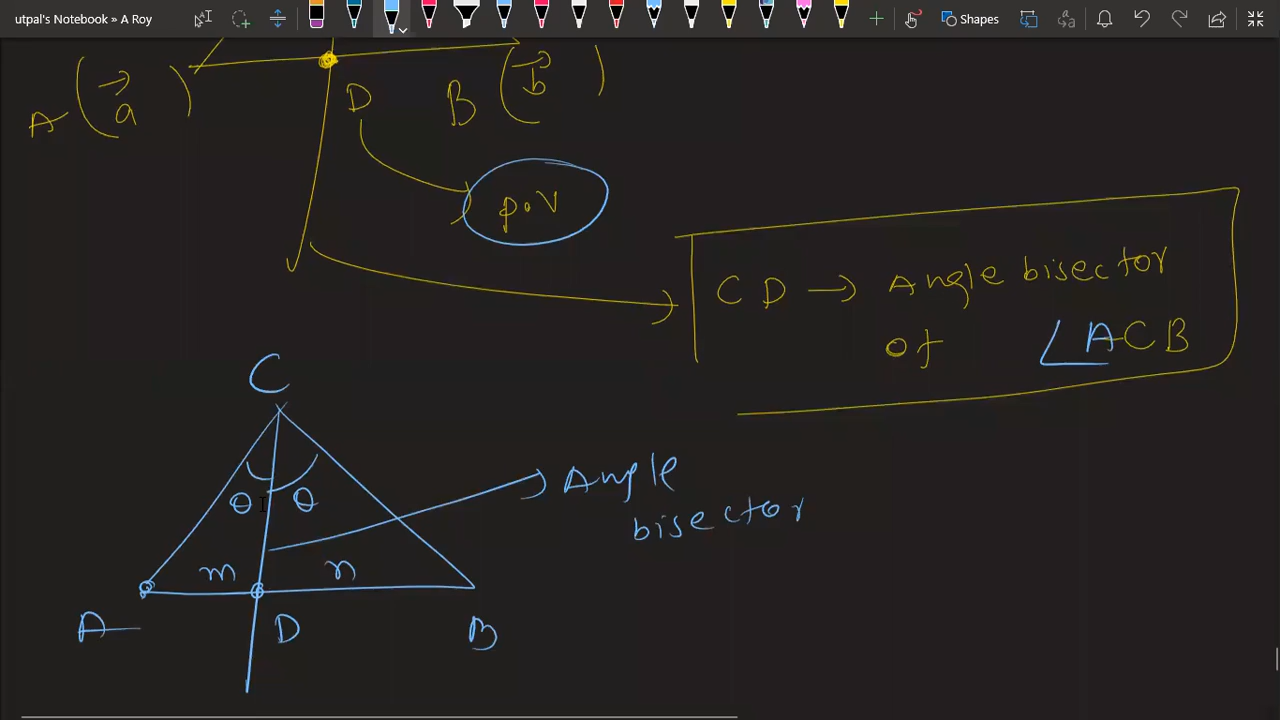 utpal's Notebook » A Roy
Shapes
A (a⃗)
D
B (b⃗)
p.v
CD → Angle bisector
of ∠ACB
C
θ θ
Angle
bisector
m n
A D B